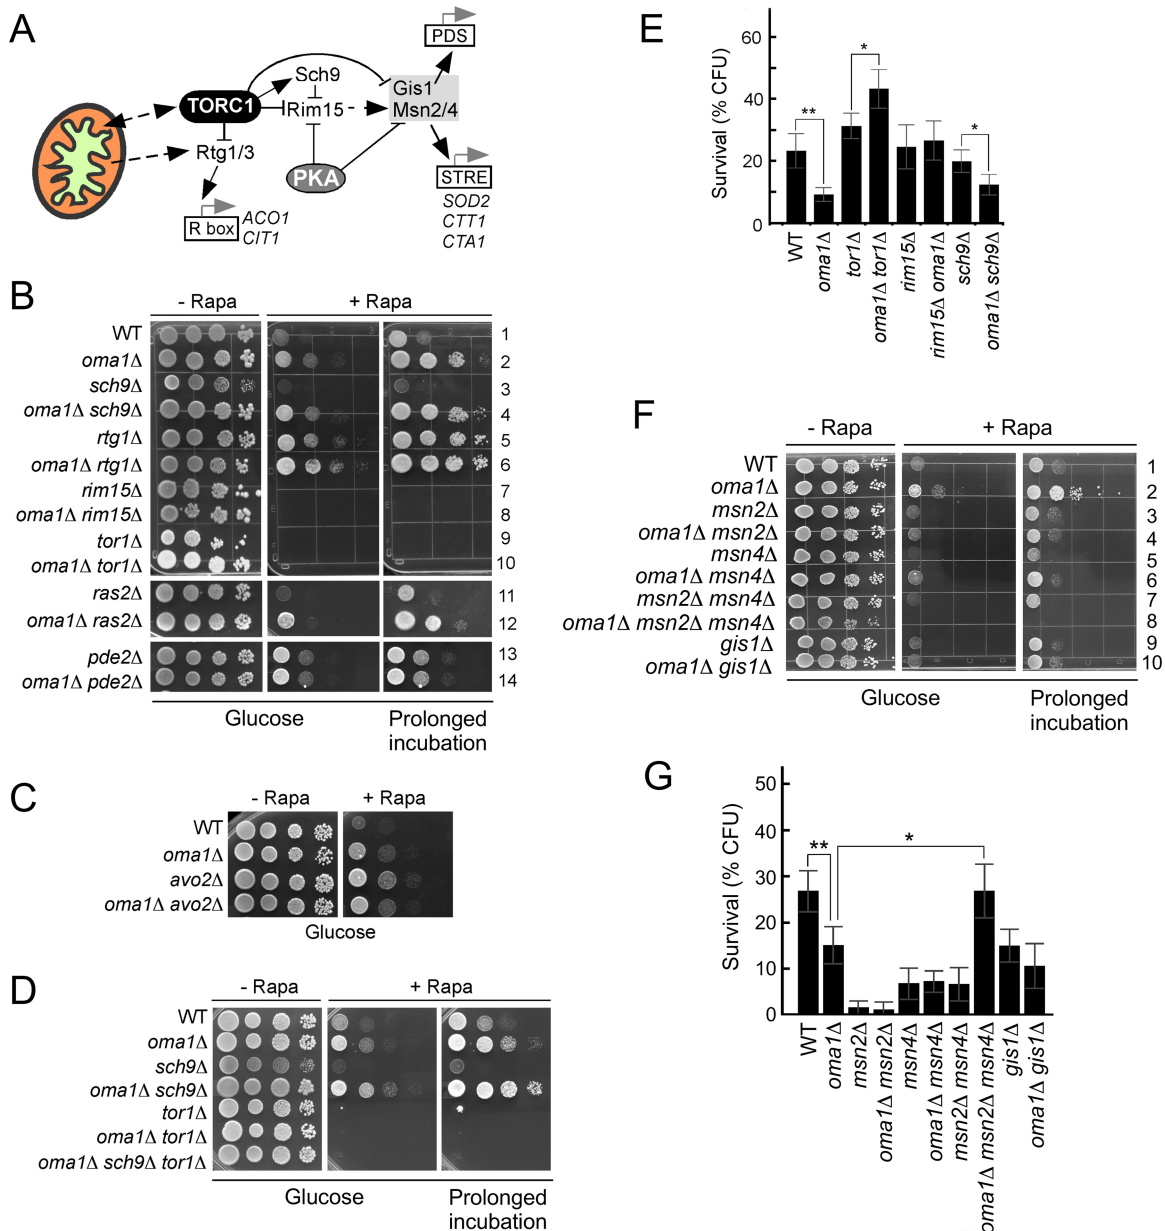 A
PDS
Sch9
Gis1
TORC1
Rim15
Msn2/4
Rtg1/3
PKA
STRE
R box
ACO1
CIT1
SOD2
CTT1
CTA1
B
- Rapa
+ Rapa
WT
1
oma1Δ
2
sch9Δ
3
oma1Δ sch9Δ
4
rtg1Δ
5
oma1Δ rtg1Δ
6
rim15Δ
7
oma1Δ rim15Δ
8
tor1Δ
9
oma1Δ tor1Δ
10
ras2Δ
11
oma1Δ ras2Δ
12
pde2Δ
13
oma1Δ pde2Δ
14
Glucose
Prolonged
incubation
C
- Rapa
+ Rapa
WT
oma1Δ
avo2Δ
oma1Δ avo2Δ
Glucose
D
- Rapa
+ Rapa
WT
oma1Δ
sch9Δ
oma1Δ sch9Δ
tor1Δ
oma1Δ tor1Δ
oma1Δ sch9Δ tor1Δ
Glucose
Prolonged
incubation
E
Survival (% CFU)
60
40
20
0
**
*
*
WT
oma1Δ
tor1Δ
oma1Δ tor1Δ
rim15Δ
rim15Δ oma1Δ
sch9Δ
oma1Δ sch9Δ
F
- Rapa
+ Rapa
WT
1
oma1Δ
2
msn2Δ
3
oma1Δ msn2Δ
4
msn4Δ
5
oma1Δ msn4Δ
6
msn2Δ msn4Δ
7
oma1Δ msn2Δ msn4Δ
8
gis1Δ
9
oma1Δ gis1Δ
10
Glucose
Prolonged
incubation
G
Survival (% CFU)
50
40
30
20
10
0
**
*
WT
oma1Δ
msn2Δ
oma1Δ msn2Δ
msn4Δ
oma1Δ msn4Δ
msn2Δ msn4Δ
oma1Δ msn2Δ msn4Δ
gis1Δ
oma1Δ gis1Δ